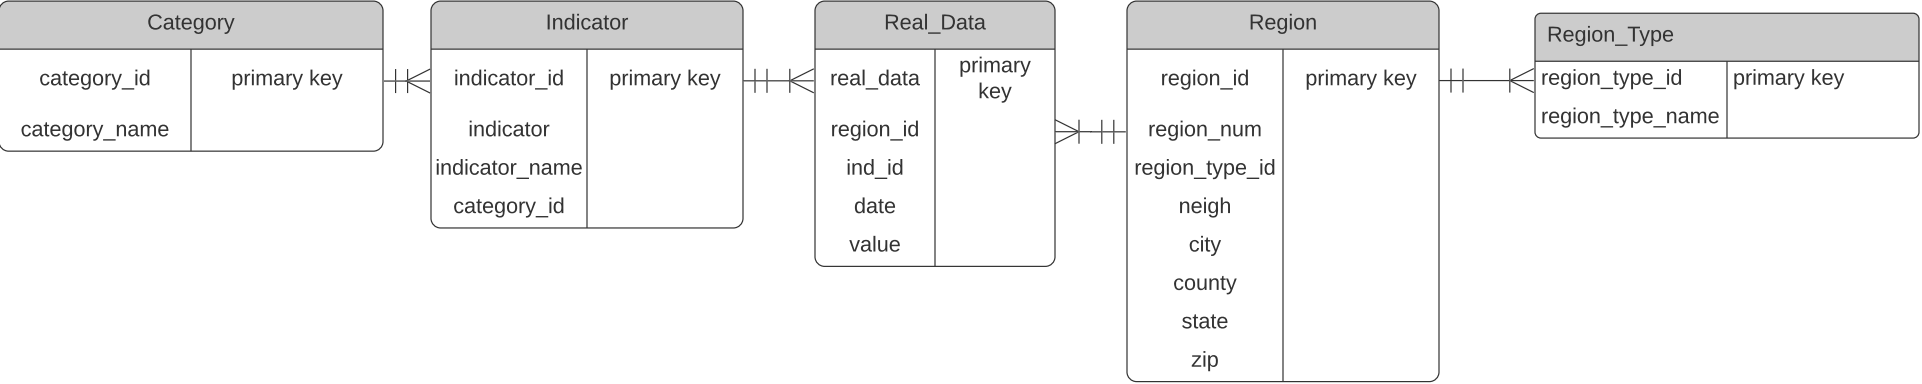 Category
category_id primary key
category_name
Indicator
indicator_id primary key
indicator
indicator_name
category_id
Real_Data
real_data primary
key
region_id
ind_id
date
value
Region
region_id primary key
region_num
region_type_id
neigh
city
county
state
zip
Region_Type
region_type_id primary key
region_type_name